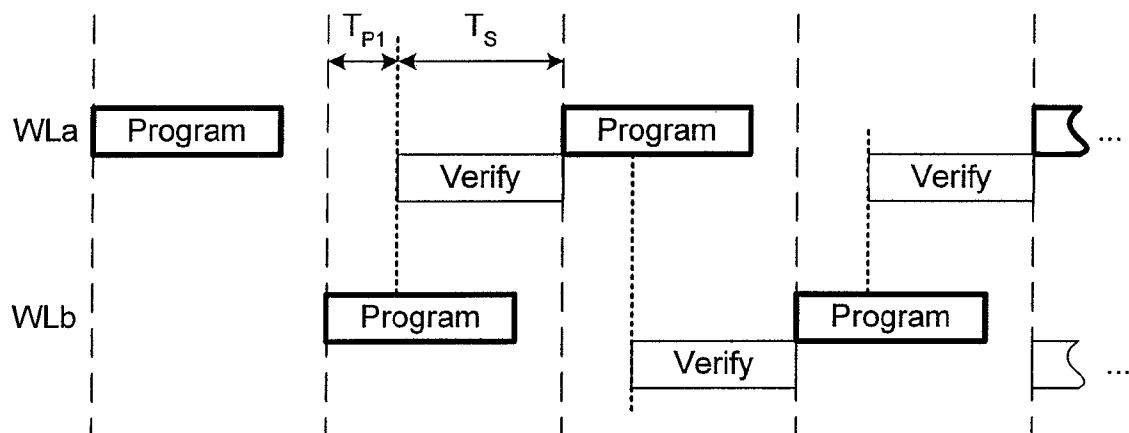 T_P1 T_S
WLa Program Program ...
Verify Verify
WLb Program Program
Verify ...